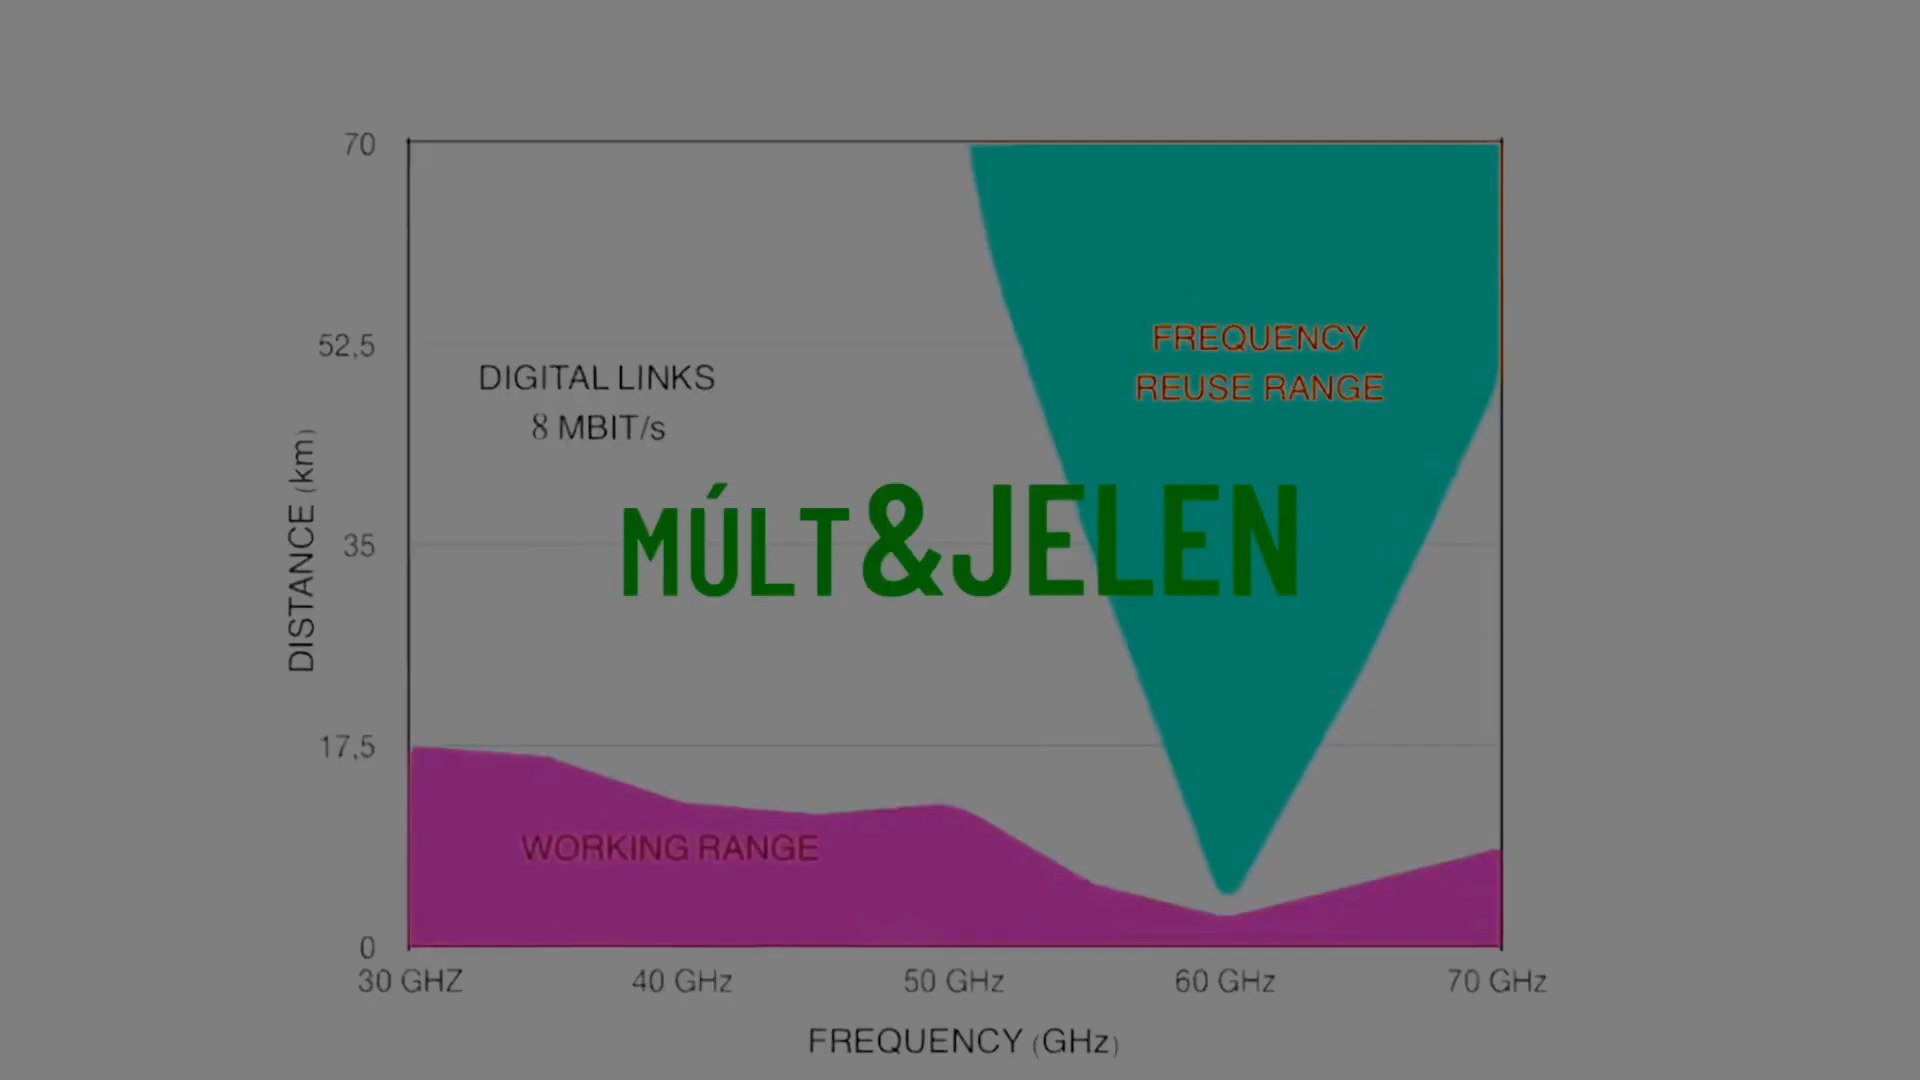 70
52,5
DIGITAL LINKS
8 MBIT/s
FREQUENCY
REUSE RANGE
DISTANCE (km)
35
MÚLT&JELEN
17,5
WORKING RANGE
0
30 GHZ 40 GHz 50 GHz 60 GHz 70 GHz
FREQUENCY (GHz)